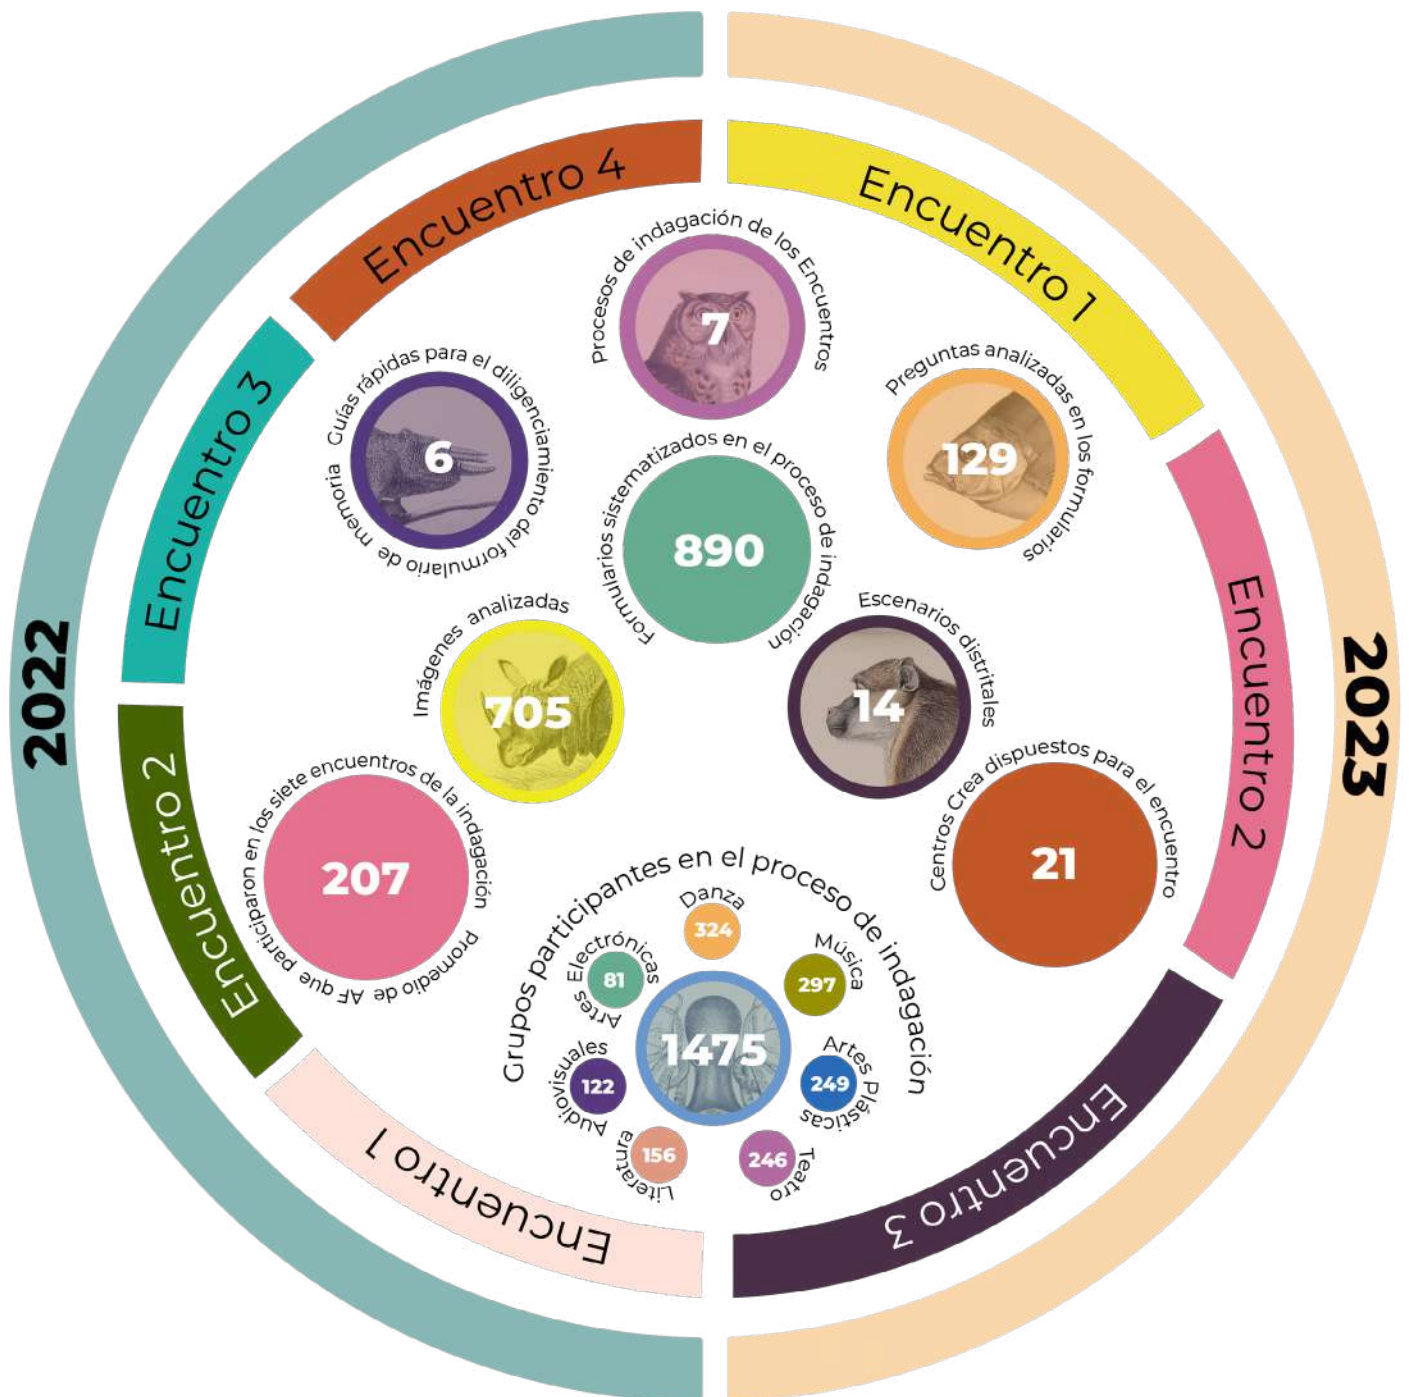 2022
2023
Encuentro 1
Encuentro 2
Encuentro 3
Encuentro 4
Encuentro 1
Encuentro 2
Encuentro 3
Procesos de indagación de los Encuentros
7
Guías rápidas para el diligenciamiento del formulario de memoria
6
Preguntas analizadas en los formularios
129
Formularios sistematizados en el proceso de indagación
890
Imágenes analizadas
705
Escenarios distritales
14
Promedio de AF que participaron en los siete encuentros de la indagación
207
Centros Crea dispuestos para el encuentro
21
Grupos participantes en el proceso de indagación
1475
Danza
324
Música
297
Artes Plásticas
249
Teatro
246
Literatura
156
Audiovisuales
122
Artes Electrónicas
81